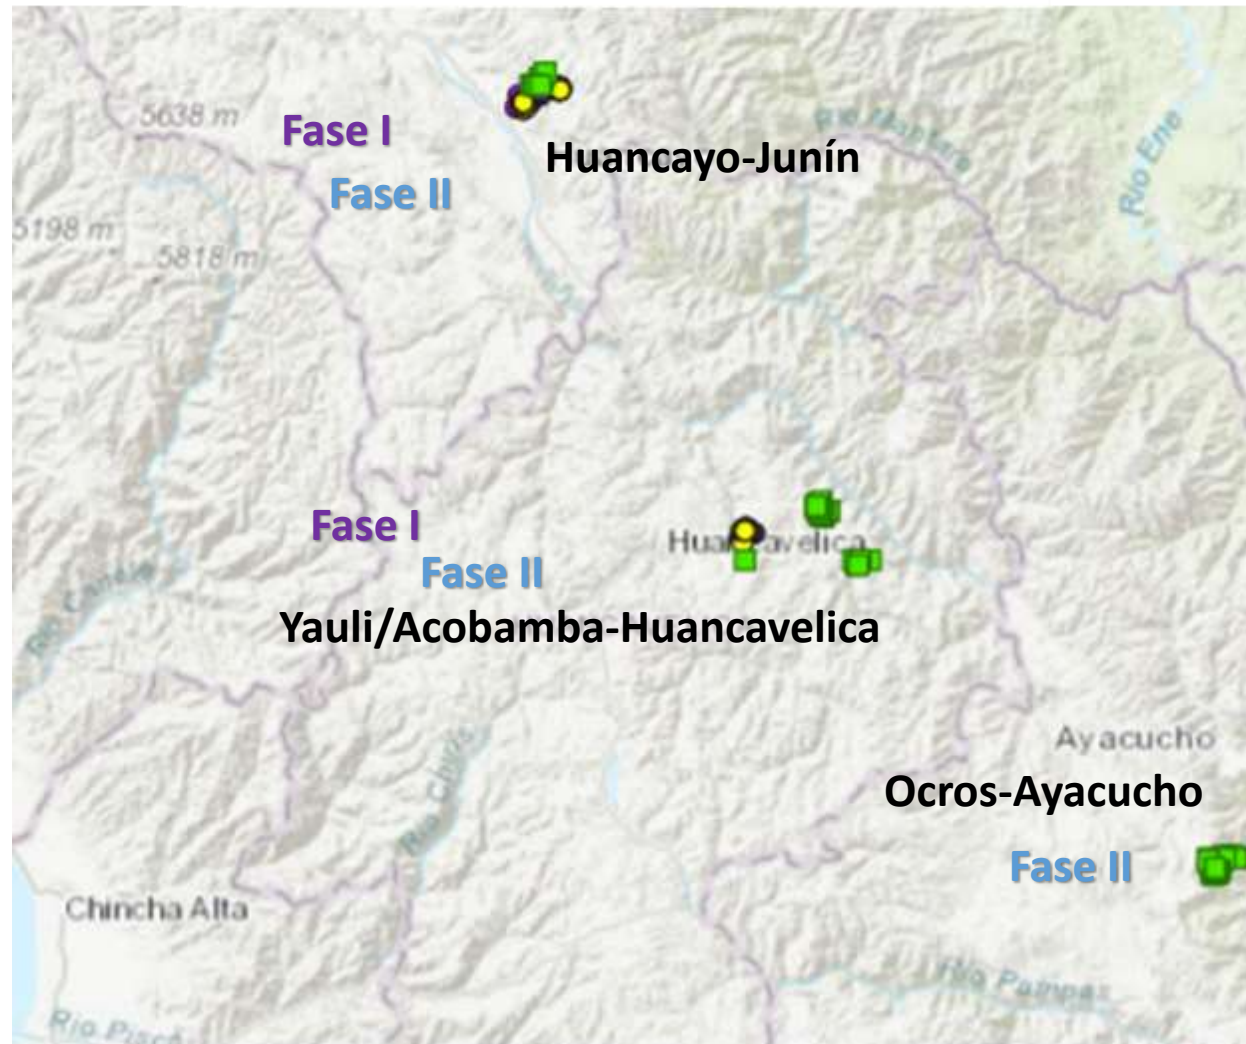 5638 m
Fase I
Huancayo-Junín
Río Mantaro
Río Ene
Fase II
5198 m
5818 m
Fase I
Huancavelica
Fase II
Río Cañete
Yauli/Acobamba-Huancavelica
Ayacucho
Río Chiris
Ocros-Ayacucho
Fase II
Chincha Alta
Río Pampas
Río Pisco